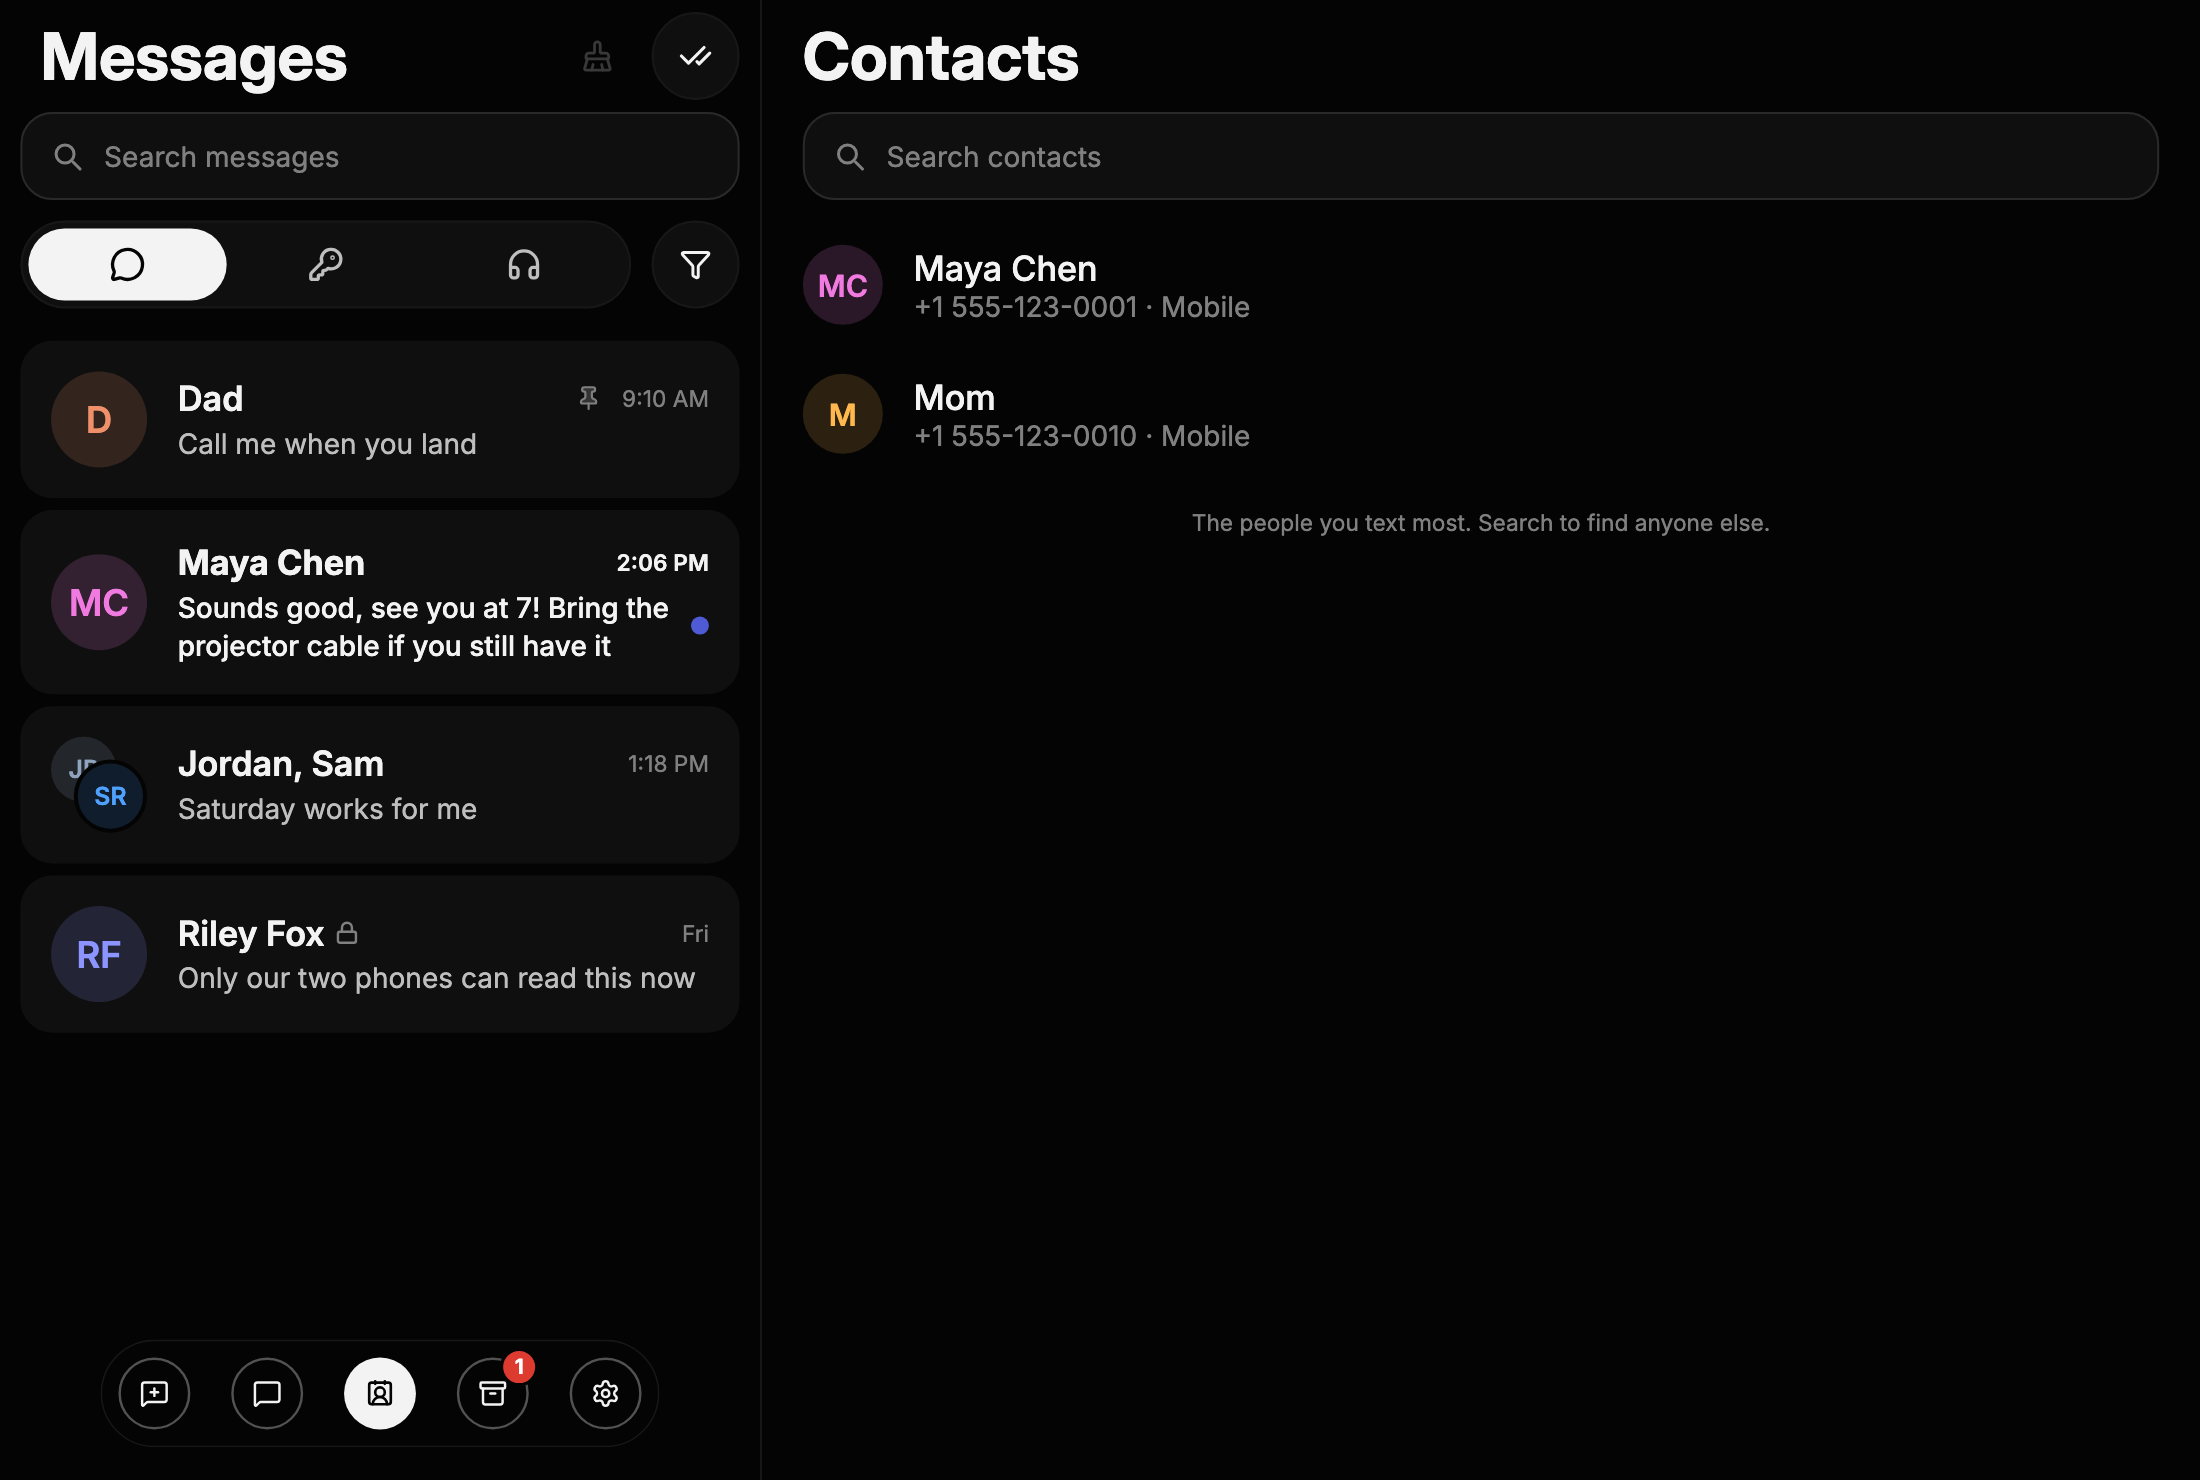 Messages
Search messages
D
Dad
9:10 AM
Call me when you land
MC
Maya Chen
2:06 PM
Sounds good, see you at 7! Bring the
projector cable if you still have it
SR
Jordan, Sam
1:18 PM
Saturday works for me
RF
Riley Fox
Fri
Only our two phones can read this now
1
Contacts
Search contacts
MC
Maya Chen
+1 555-123-0001 · Mobile
M
Mom
+1 555-123-0010 · Mobile
The people you text most. Search to find anyone else.